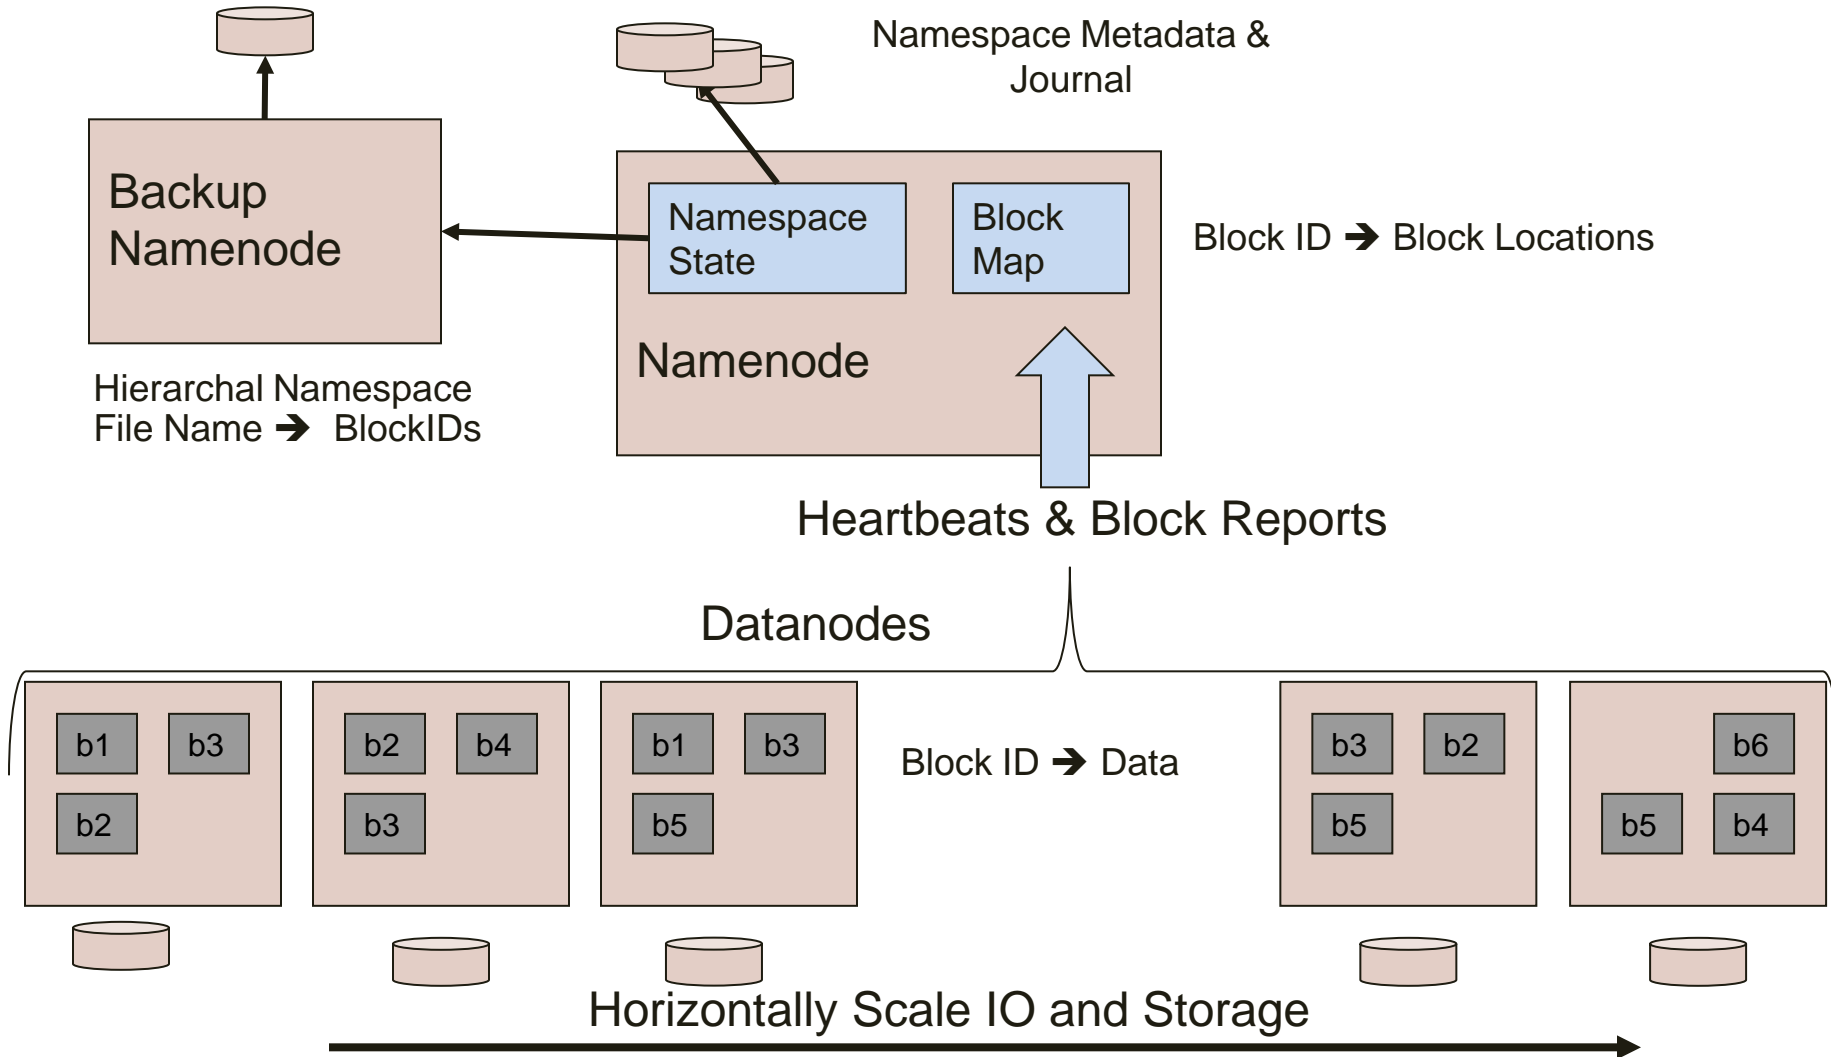 Namespace Metadata &
Journal
Backup
Namenode
Namespace
State
Block
Map
Block ID ➔ Block Locations
Namenode
Hierarchal Namespace
File Name ➔ BlockIDs
Heartbeats & Block Reports
Datanodes
b1 b3
b2
b2 b4
b3
b1 b3
b5
Block ID ➔ Data
b3 b2
b5
b6
b5 b4
Horizontally Scale IO and Storage